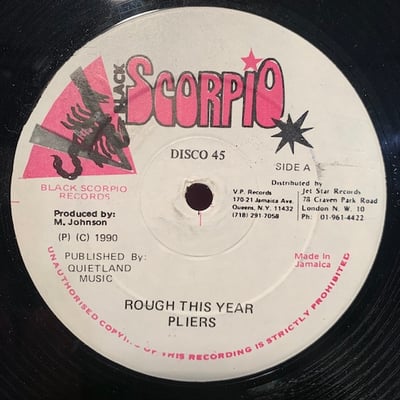 BLACK
SCORPIO
DISCO 45
SIDE A
BLACK SCORPIO
RECORDS
V.P. Records
170-21 Jamaica Ave.
Queens, N.Y. 11432
(718) 291-7058
Distributed by
Jet Star Records
78 Craven Park Road
London N. W. 10
Ph: 01-961-4422
Produced by:
M. Johnson
(P) (C) 1990
PUBLISHED By:
QUIETLAND
MUSIC
Made in
Jamaica
ROUGH THIS YEAR
PLIERS
UNAUTHORISED COPYING OF THIS RECORDING IS STRICTLY PROHIBITED